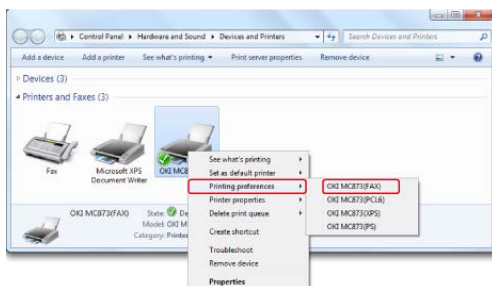 Control Panel ▸ Hardware and Sound ▸ Devices and Printers
Search Devices and Printers
Add a device Add a printer See what's printing Print server properties Remove device
Devices (3)
Printers and Faxes (3)
Fax
Microsoft XPS
Document Writer
OKI MC8
See what's printing
Set as default printer
Printing preferences
Printer properties
Delete print queue
Create shortcut
Troubleshoot
Remove device
Properties
OKI MC873(FAX)
OKI MC873(PCL6)
OKI MC873(XPS)
OKI MC873(PS)
OKI MC873(FAX)
State: De
Model: OKI M
Category: Printer